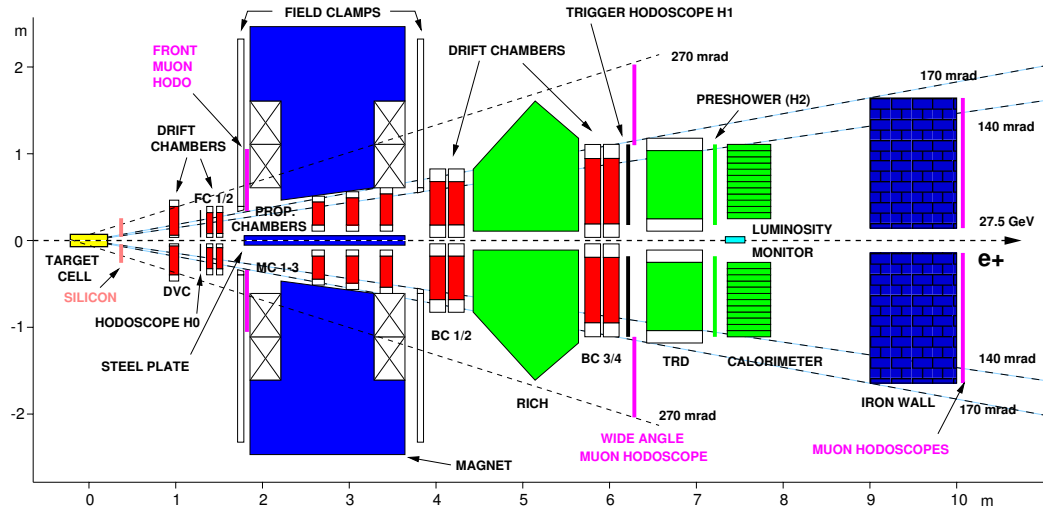 m
FIELD CLAMPS
TRIGGER HODOSCOPE H1
FRONT
MUON
HODO
DRIFT CHAMBERS
270 mrad
170 mrad
PRESHOWER (H2)
140 mrad
2
1
0
-1
-2
DRIFT
CHAMBERS
FC 1/2
PROP.
CHAMBERS
27.5 GeV
LUMINOSITY
MONITOR
e+
TARGET
CELL
SILICON
DVC
MC 1-3
HODOSCOPE H0
STEEL PLATE
BC 1/2
BC 3/4
TRD
CALORIMETER
RICH
IRON WALL
140 mrad
170 mrad
270 mrad
MAGNET
WIDE ANGLE
MUON HODOSCOPE
MUON HODOSCOPES
0 1 2 3 4 5 6 7 8 9 10 m